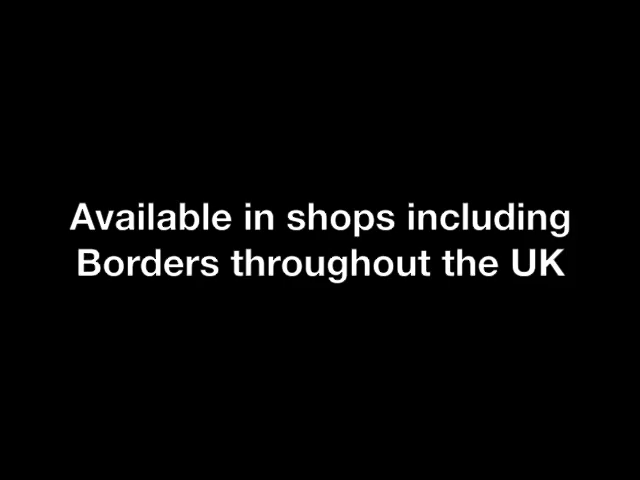 Available in shops including
Borders throughout the UK